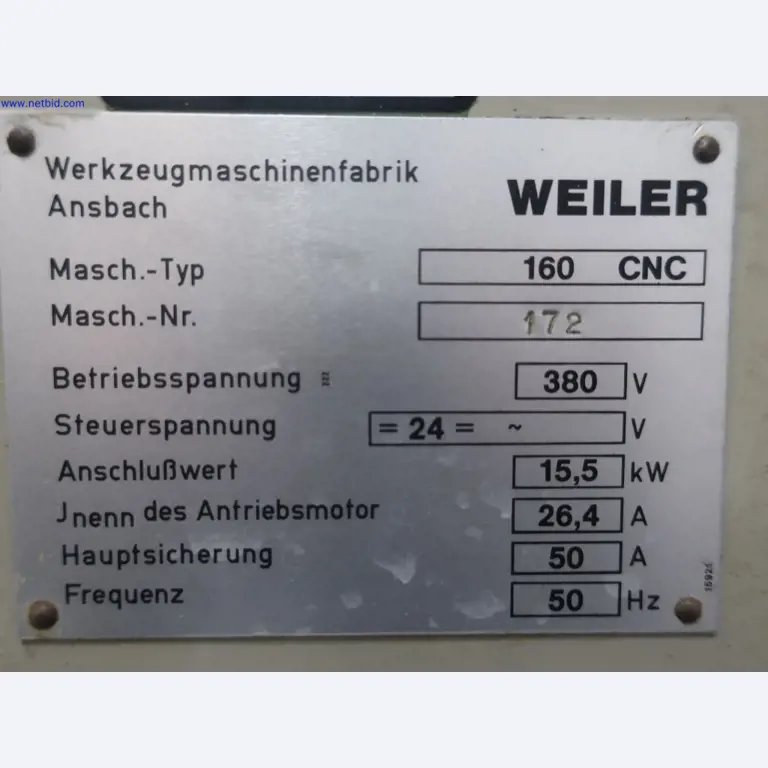 www.netbid.com
Werkzeugmaschinenfabrik
Ansbach
WEILER
Masch.-Typ 160 CNC
Masch.-Nr. 172
Betriebsspannung 380 V
Steuerspannung = 24 = ~ V
Anschlußwert 15,5 kW
Jnenn des Antriebsmotor 26,4 A
Hauptsicherung 50 A
Frequenz 50 Hz